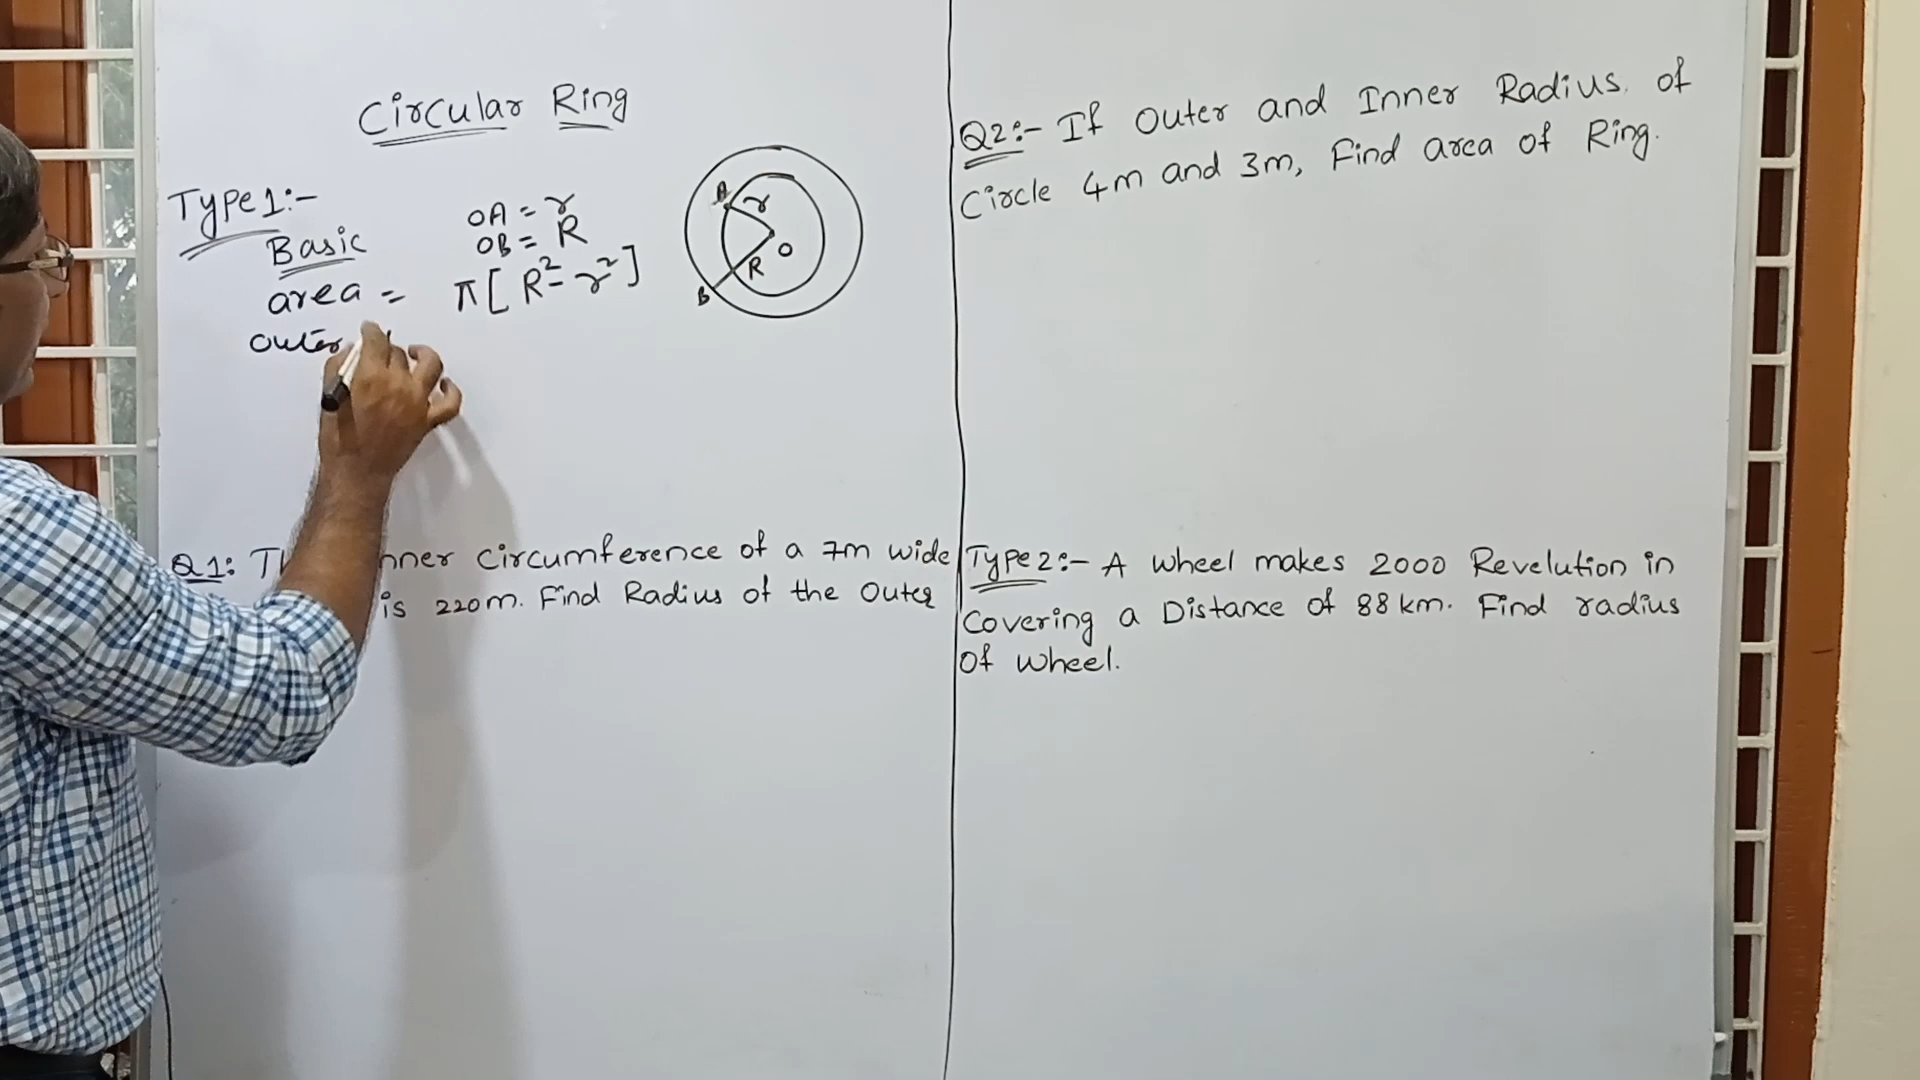 Circular Ring
Type 1:-
Basic
OA = r
OB = R
area = π[R²-r²]
outer
A
r
O
R
B
Q1: nner circumference of a 7m wide
is 220m. Find Radius of the Outer
Q2:- If Outer and Inner Radius of
Circle 4m and 3m, Find area of Ring.
Type 2:- A wheel makes 2000 Revelution in
Covering a Distance of 88 km. Find radius
Of wheel.